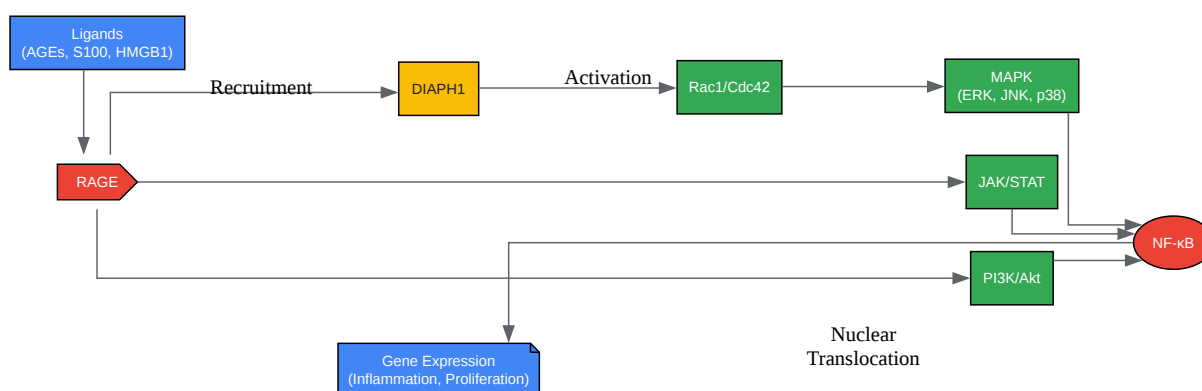 Ligands
(AGEs, S100, HMGB1)
Recruitment
DIAPH1
Activation
Rac1/Cdc42
MAPK
(ERK, JNK, p38)
RAGE
JAK/STAT
NF-κB
PI3K/Akt
Nuclear
Translocation
Gene Expression
(Inflammation, Proliferation)